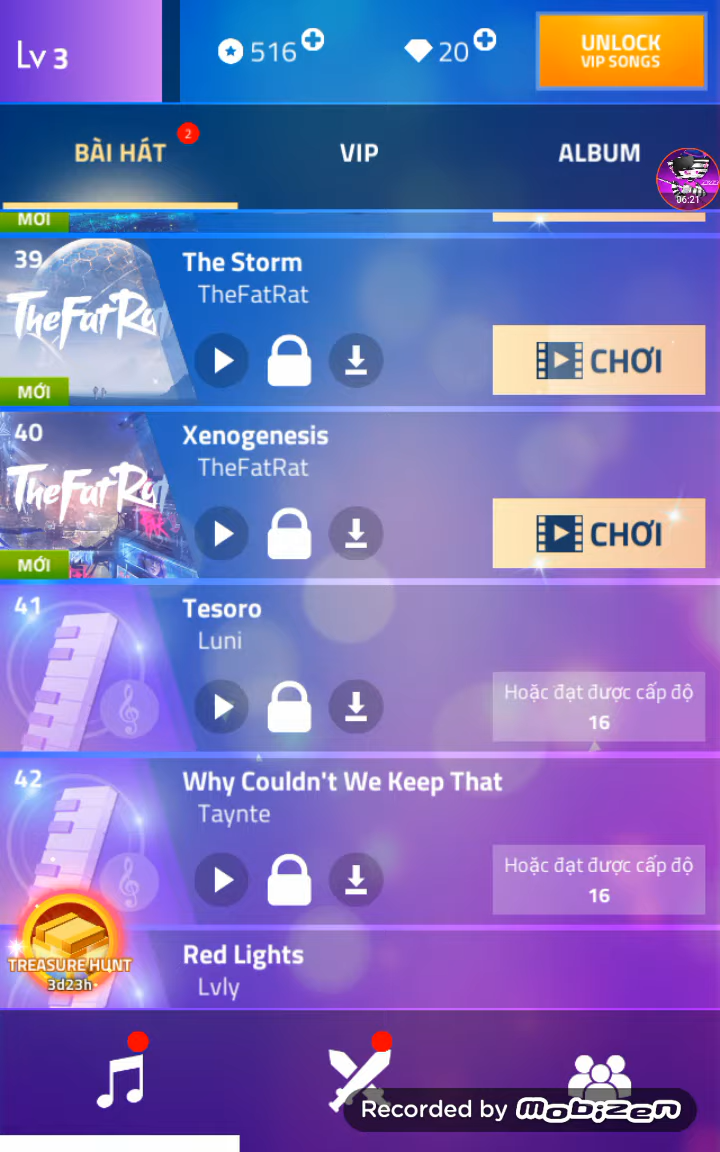 Lv 3
516
20
UNLOCK
VIP SONGS
BÀI HÁT
2
VIP
ALBUM
06:21
MỚI
39
The Storm
TheFatRat
TheFatRat
CHƠI
MỚI
40
Xenogenesis
TheFatRat
TheFatRat
CHƠI
MỚI
41
Tesoro
Luni
Hoặc đạt được cấp độ
16
42
Why Couldn't We Keep That
Taynte
Hoặc đạt được cấp độ
16
Red Lights
Lvly
TREASURE HUNT
3d23h
Recorded by Mobizen